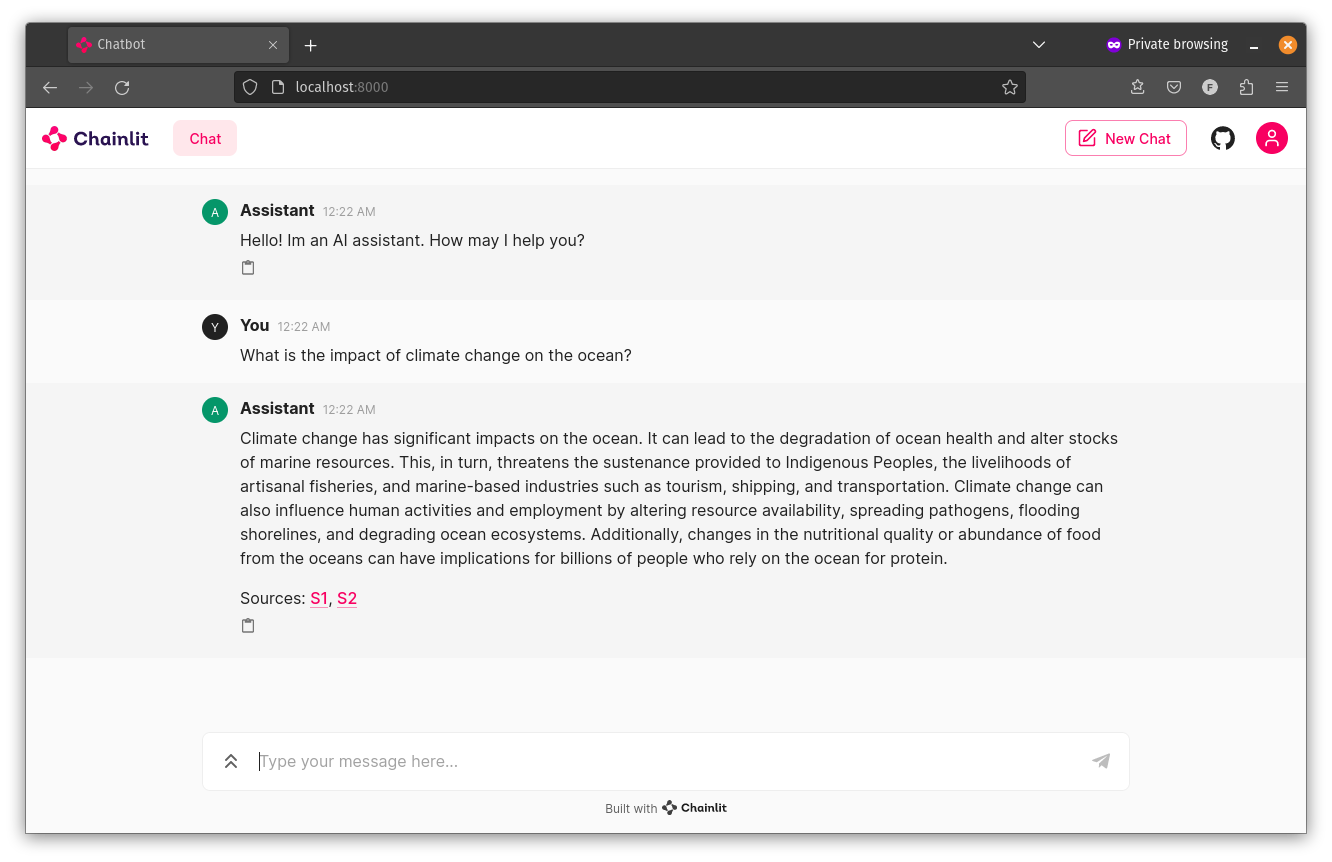 Chatbot
Private browsing
localhost:8000
F
Chainlit
Chat
New Chat
A
Assistant 12:22 AM
Hello! Im an AI assistant. How may I help you?
Y
You 12:22 AM
What is the impact of climate change on the ocean?
A
Assistant 12:22 AM
Climate change has significant impacts on the ocean. It can lead to the degradation of ocean health and alter stocks
of marine resources. This, in turn, threatens the sustenance provided to Indigenous Peoples, the livelihoods of
artisanal fisheries, and marine-based industries such as tourism, shipping, and transportation. Climate change can
also influence human activities and employment by altering resource availability, spreading pathogens, flooding
shorelines, and degrading ocean ecosystems. Additionally, changes in the nutritional quality or abundance of food
from the oceans can have implications for billions of people who rely on the ocean for protein.
Sources: S1, S2
Type your message here...
Built with Chainlit